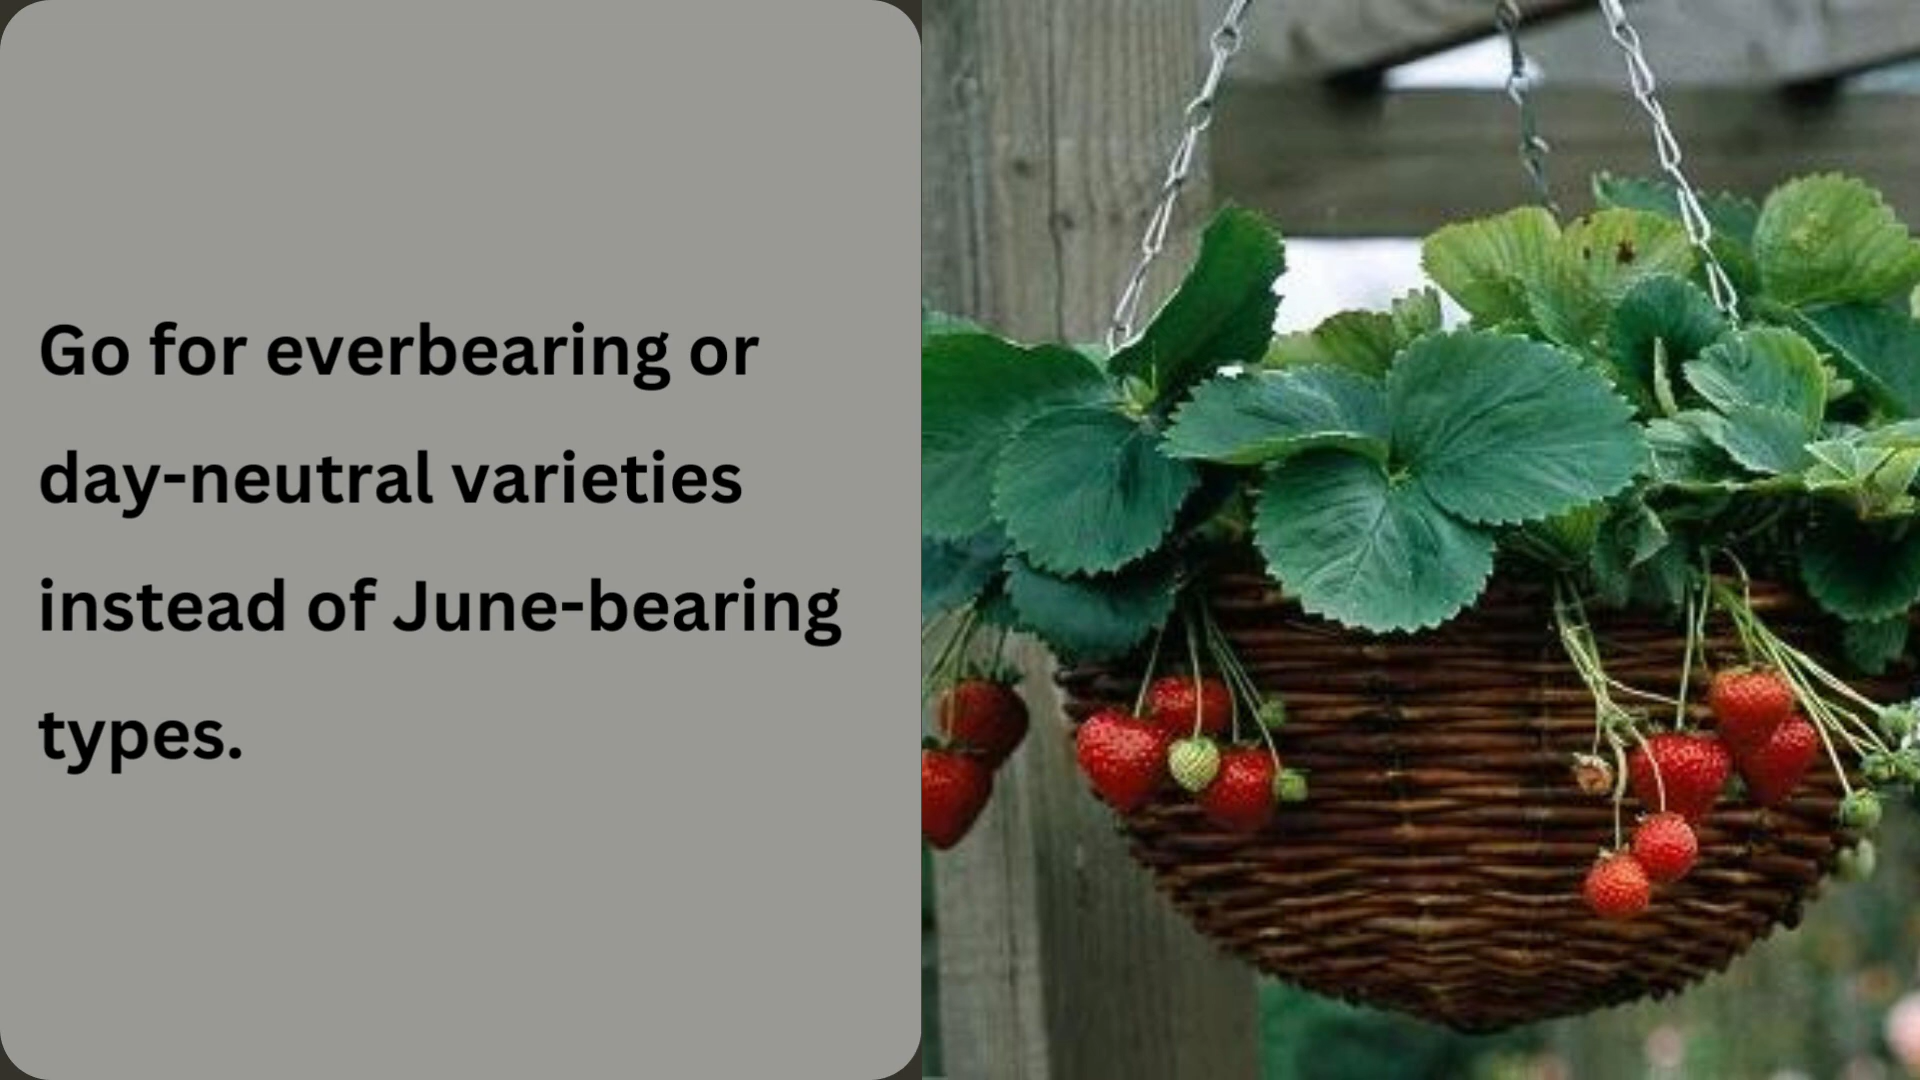 Go for everbearing or
day-neutral varieties
instead of June-bearing
types.